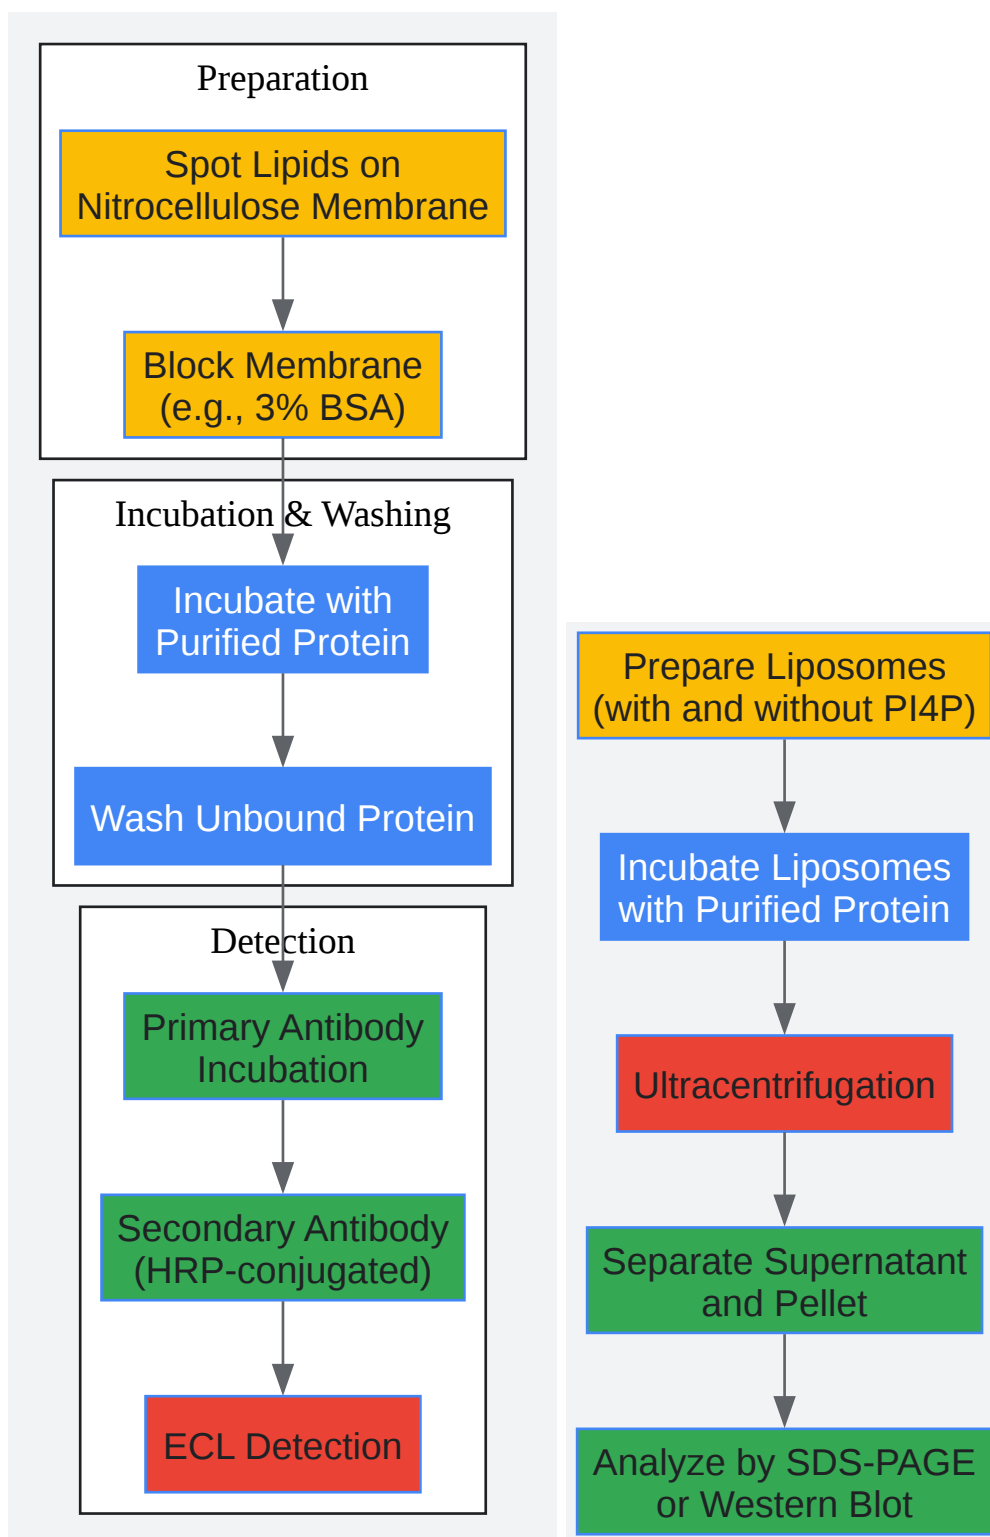 Preparation
Spot Lipids on
Nitrocellulose Membrane
Block Membrane
(e.g., 3% BSA)
Incubation & Washing
Incubate with
Purified Protein
Wash Unbound Protein
Detection
Primary Antibody
Incubation
Secondary Antibody
(HRP-conjugated)
ECL Detection
Prepare Liposomes
(with and without PI4P)
Incubate Liposomes
with Purified Protein
Ultracentrifugation
Separate Supernatant
and Pellet
Analyze by SDS-PAGE
or Western Blot